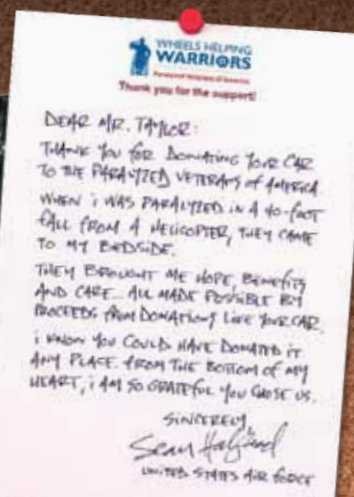 WHEELS HELPING
WARRIORS
Paralyzed Veterans of America
Thank you for the support!
DEAR MR. TAYLOR:
THANK YOU FOR DONATING YOUR CAR
TO THE PARALYZED VETERANS OF AMERICA
WHEN i WAS PARALYZED IN A 40-FOOT
FALL FROM A HELICOPTER, THEY CAME
TO MY BEDSIDE.
THEY BROUGHT ME HOPE, BENEFITS
AND CARE... ALL MADE POSSIBLE BY
PROCEEDS FROM DONATIONS LIKE YOUR CAR.
i KNOW YOU COULD HAVE DONATED IT
ANY PLACE. FROM THE BOTTOM OF MY
HEART, i AM SO GRATEFUL YOU CHOSE US.
SINCERELY
Sean
UNITED STATES AIR FORCE